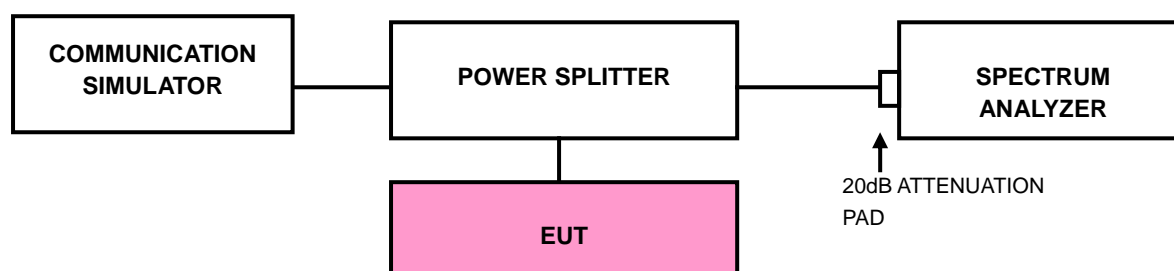 COMMUNICATION
SIMULATOR
POWER SPLITTER
SPECTRUM
ANALYZER
20dB ATTENUATION
PAD
EUT